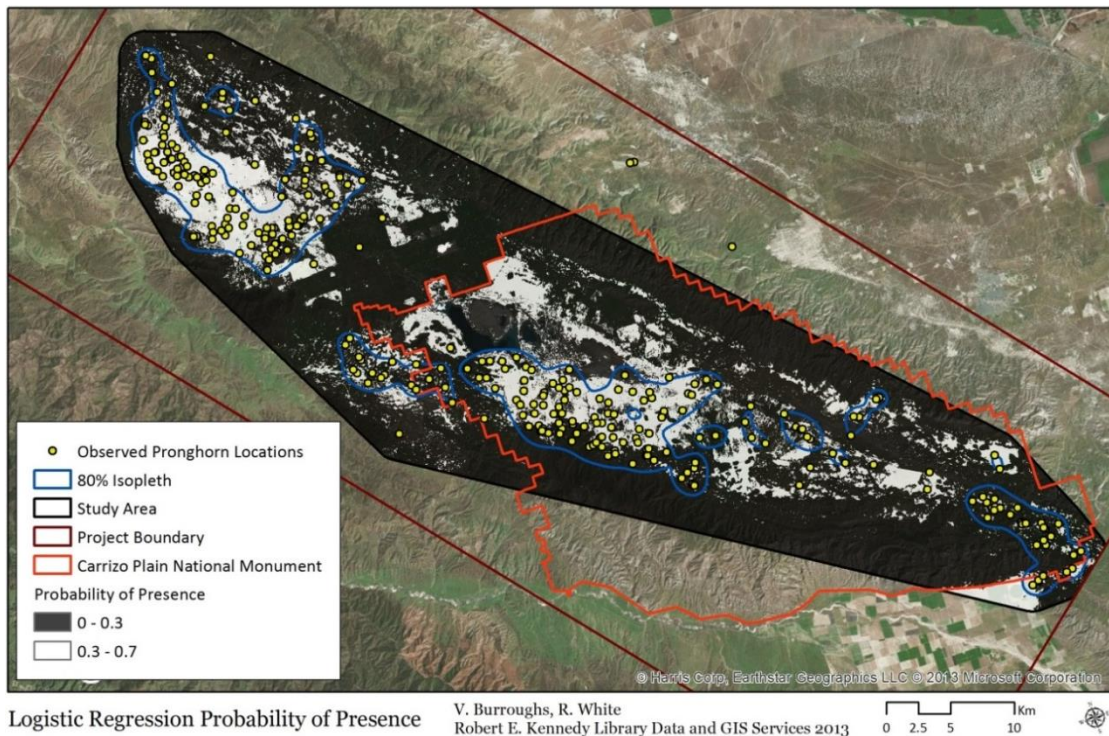 Observed Pronghorn Locations
80% Isopleth
Study Area
Project Boundary
Carrizo Plain National Monument
Probability of Presence
0 - 0.3
0.3 - 0.7
© Harris Corp, Earthstar Geographics LLC © 2013 Microsoft Corporation
Logistic Regression Probability of Presence
V. Burroughs, R. White
Robert E. Kennedy Library Data and GIS Services 2013
Km
0 2.5 5 10